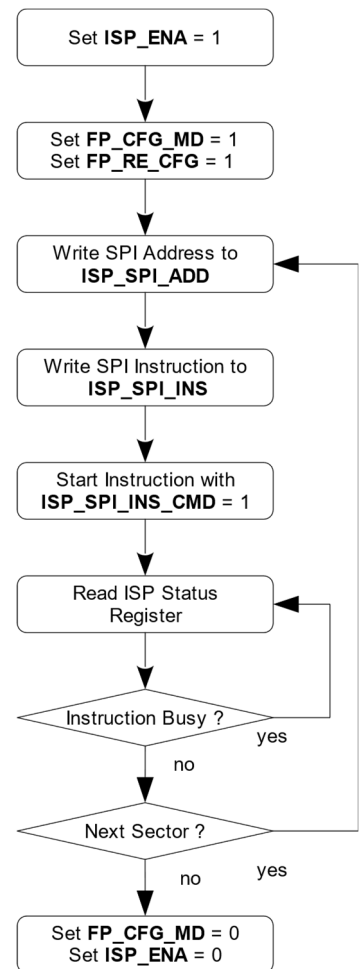 Set ISP_ENA = 1
Set FP_CFG_MD = 1
Set FP_RE_CFG = 1
Write SPI Address to
ISP_SPI_ADD
Write SPI Instruction to
ISP_SPI_INS
Start Instruction with
ISP_SPI_INS_CMD = 1
Read ISP Status
Register
Instruction Busy ?
yes
no
Next Sector ?
yes
no
Set FP_CFG_MD = 0
Set ISP_ENA = 0